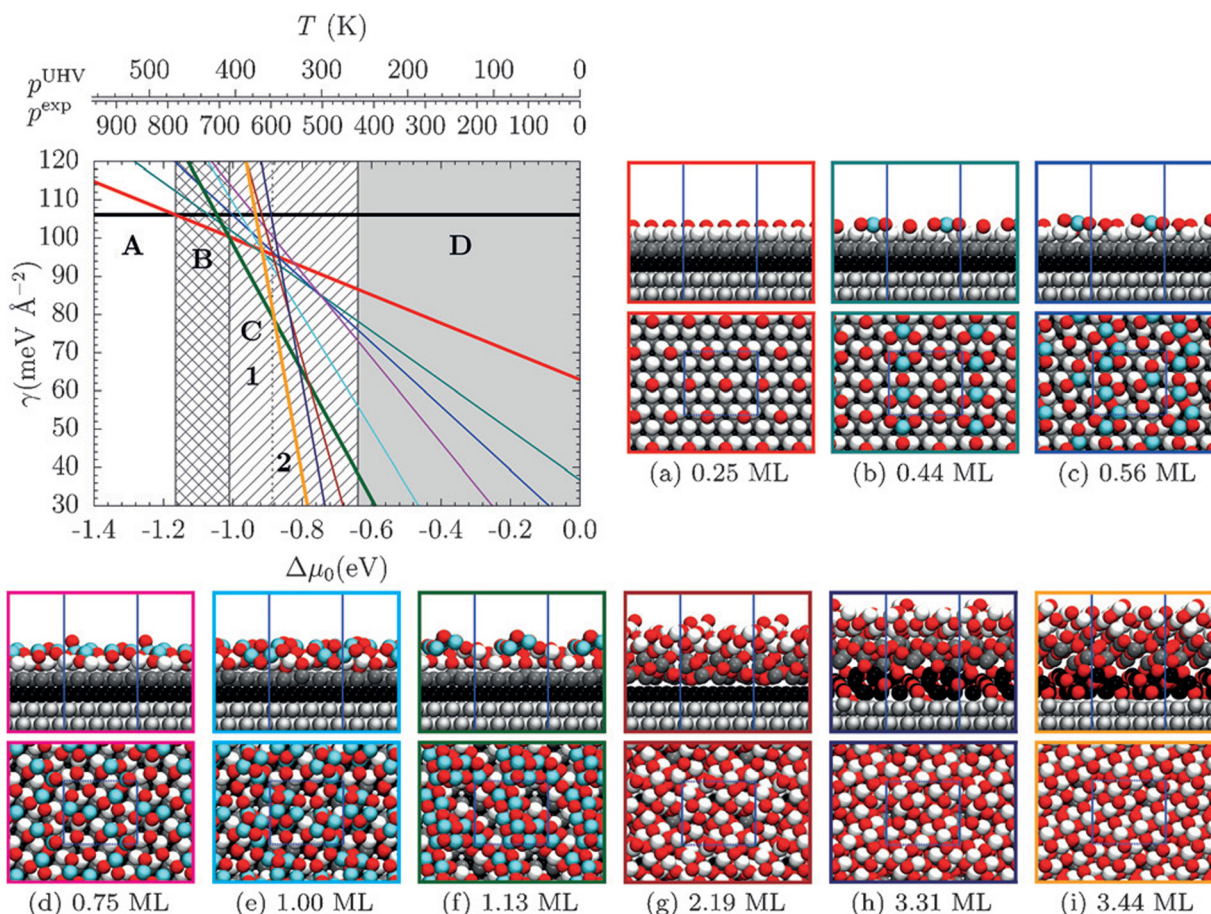 T (K)
p^UHV 500 400 300 200 100 0
p^exp 900 800 700 600 500 400 300 200 100 0
120
110
100
90
80
70
60
50
40
30
γ(meV Å⁻²)
A B C D
1
2
-1.4 -1.2 -1.0 -0.8 -0.6 -0.4 -0.2 0.0
Δμ₀(eV)
(a) 0.25 ML (b) 0.44 ML (c) 0.56 ML
(d) 0.75 ML (e) 1.00 ML (f) 1.13 ML (g) 2.19 ML (h) 3.31 ML (i) 3.44 ML